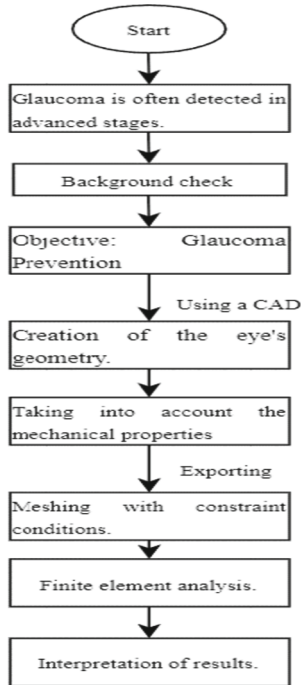 Start
Glaucoma is often detected in
advanced stages.
Background check
Objective: Glaucoma
Prevention
Using a CAD
Creation of the eye's
geometry.
Taking into account the
mechanical properties
Exporting
Meshing with constraint
conditions.
Finite element analysis.
Interpretation of results.